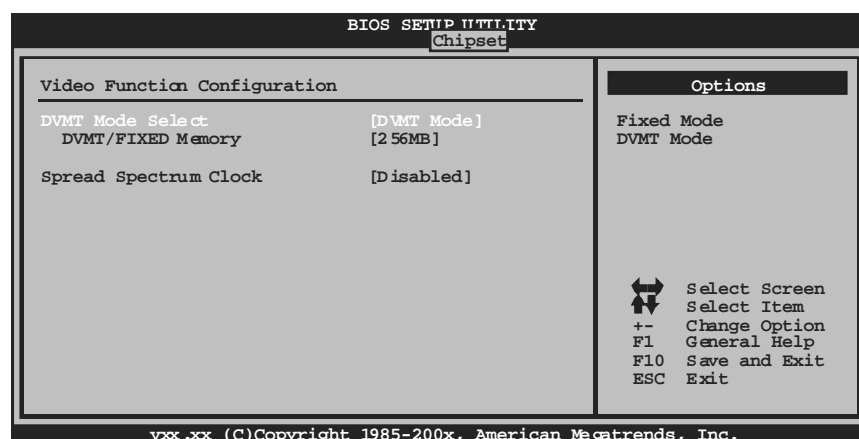 BIOS SETUP UTILITY
Chipset
Video Function Configuration
DVMT Mode Select [DVMT Mode]
DVMT/FIXED Memory [256MB]
Spread Spectrum Clock [Disabled]
Options
Fixed Mode
DVMT Mode
Select Screen
Select Item
+- Change Option
F1 General Help
F10 Save and Exit
ESC Exit
vxx.xx (C)Copyright 1985-200x, American Megatrends, Inc.